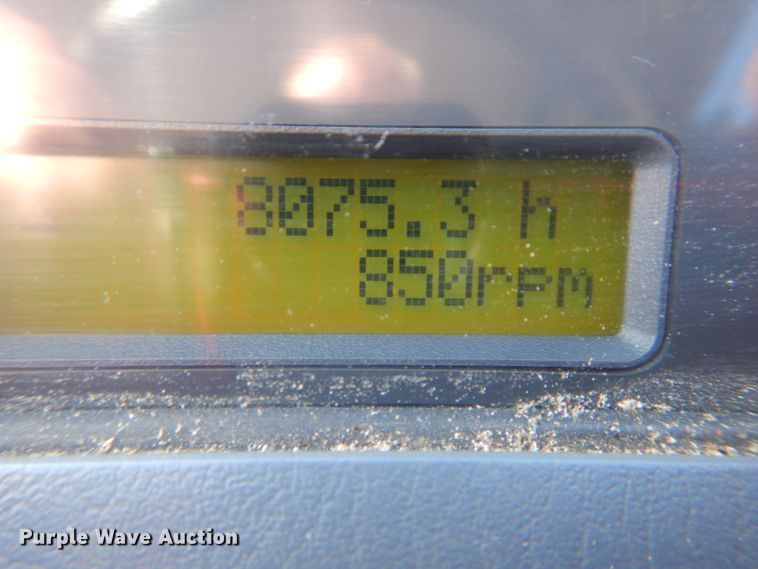 8075.3 h
850rpm
Purple Wave Auction